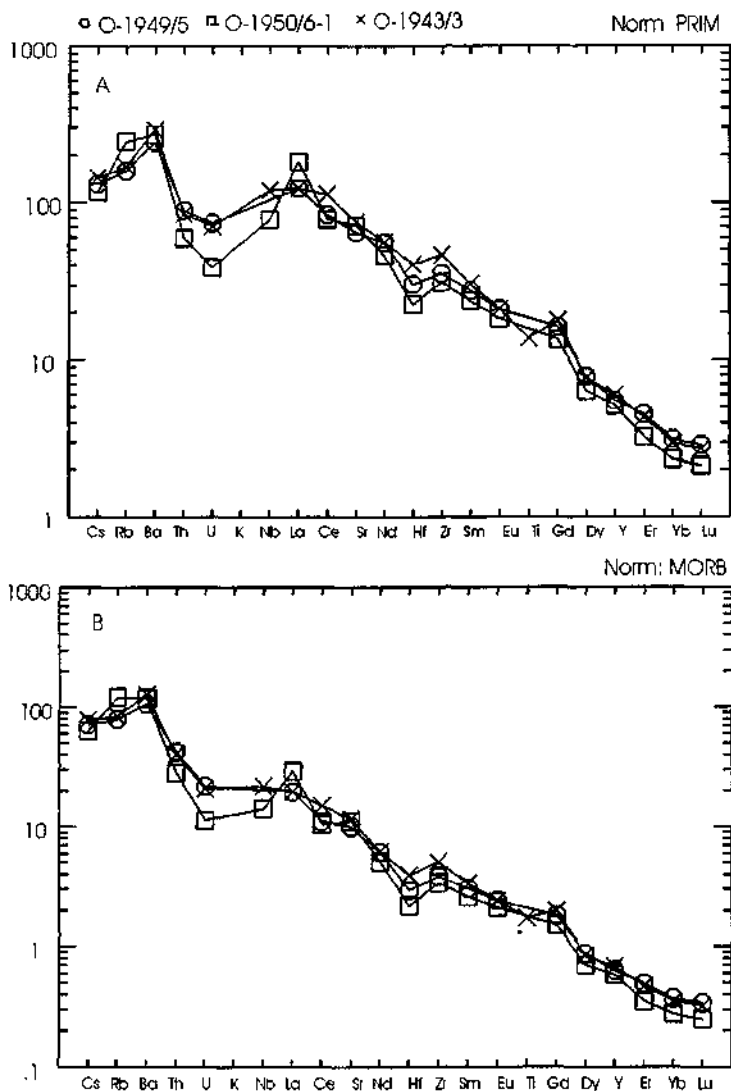 O-1949/5 O-1950/6-1 O-1943/3 Norm PRIM
1000
A
100
10
1
Cs Rb Ba Th U K Nb La Ce Sr Nd Hf Zr Sm Eu Ti Gd Dy Y Er Yb Lu
Norm: MORB
1000
B
100
10
1
.1
Cs Rb Ba Th U K Nb La Ce Sr Nd Hf Zr Sm Eu Ti Gd Dy Y Er Yb Lu